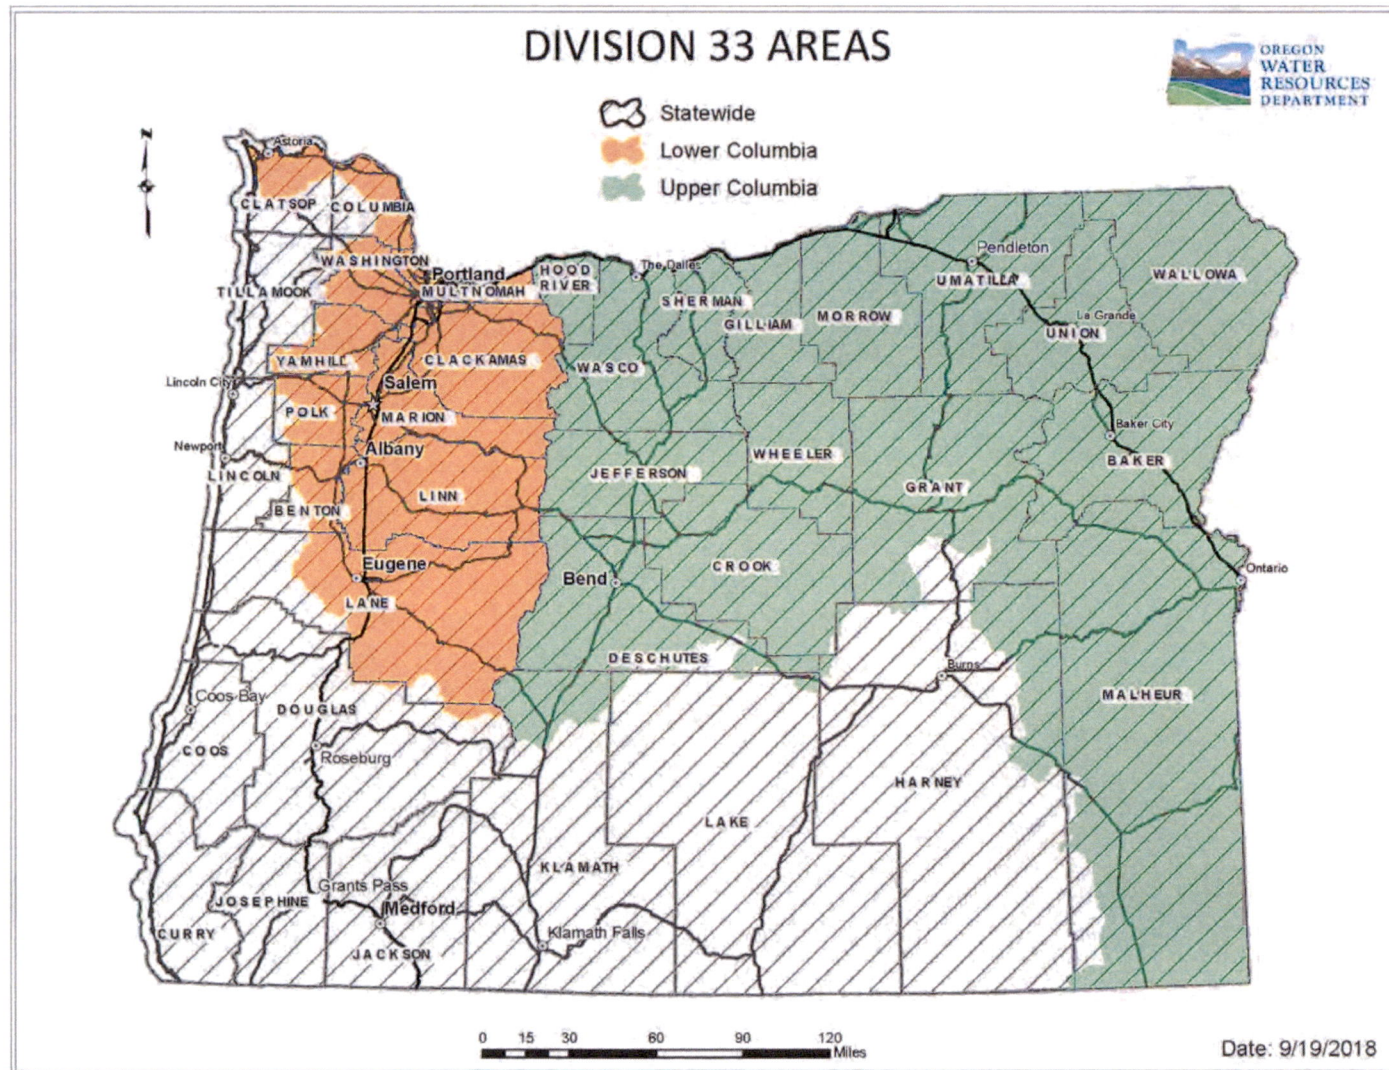 DIVISION 33 AREAS
OREGON
WATER
RESOURCES
DEPARTMENT
Statewide
Lower Columbia
Upper Columbia
N
Astoria
CLATSOP
COLUMBIA
WASHINGTON
Portland
MULTNOMAH
TILLAMOOK
HOOD
RIVER
The Dalles
SHERMAN
GILLIAM
MORROW
Pendleton
UMATILLA
WALLOWA
La Grande
UNION
YAMHILL
CLACKAMAS
WASCO
Lincoln City
Salem
POLK
MARION
Newport
Albany
LINCOLN
LINN
BENTON
JEFFERSON
WHEELER
GRANT
Baker City
BAKER
Eugene
LANE
Bend
CROOK
Ontario
DESCHUTES
Burns
MALHEUR
Coos Bay
DOUGLAS
COOS
Roseburg
HARNEY
LAKE
KLAMATH
Grants Pass
JOSEPHINE
Medford
CURRY
JACKSON
Klamath Falls
0 15 30 60 90 120
Miles
Date: 9/19/2018